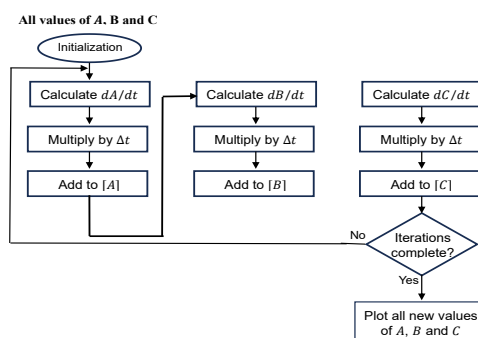 All values of A, B and C
Initialization
Calculate dA/dt
Multiply by Δt
Add to ⌈A⌉
Calculate dB/dt
Multiply by Δt
Add to ⌈B⌉
Calculate dC/dt
Multiply by Δt
Add to ⌈C⌉
No
Iterations
complete?
Yes
Plot all new values
of A, B and C